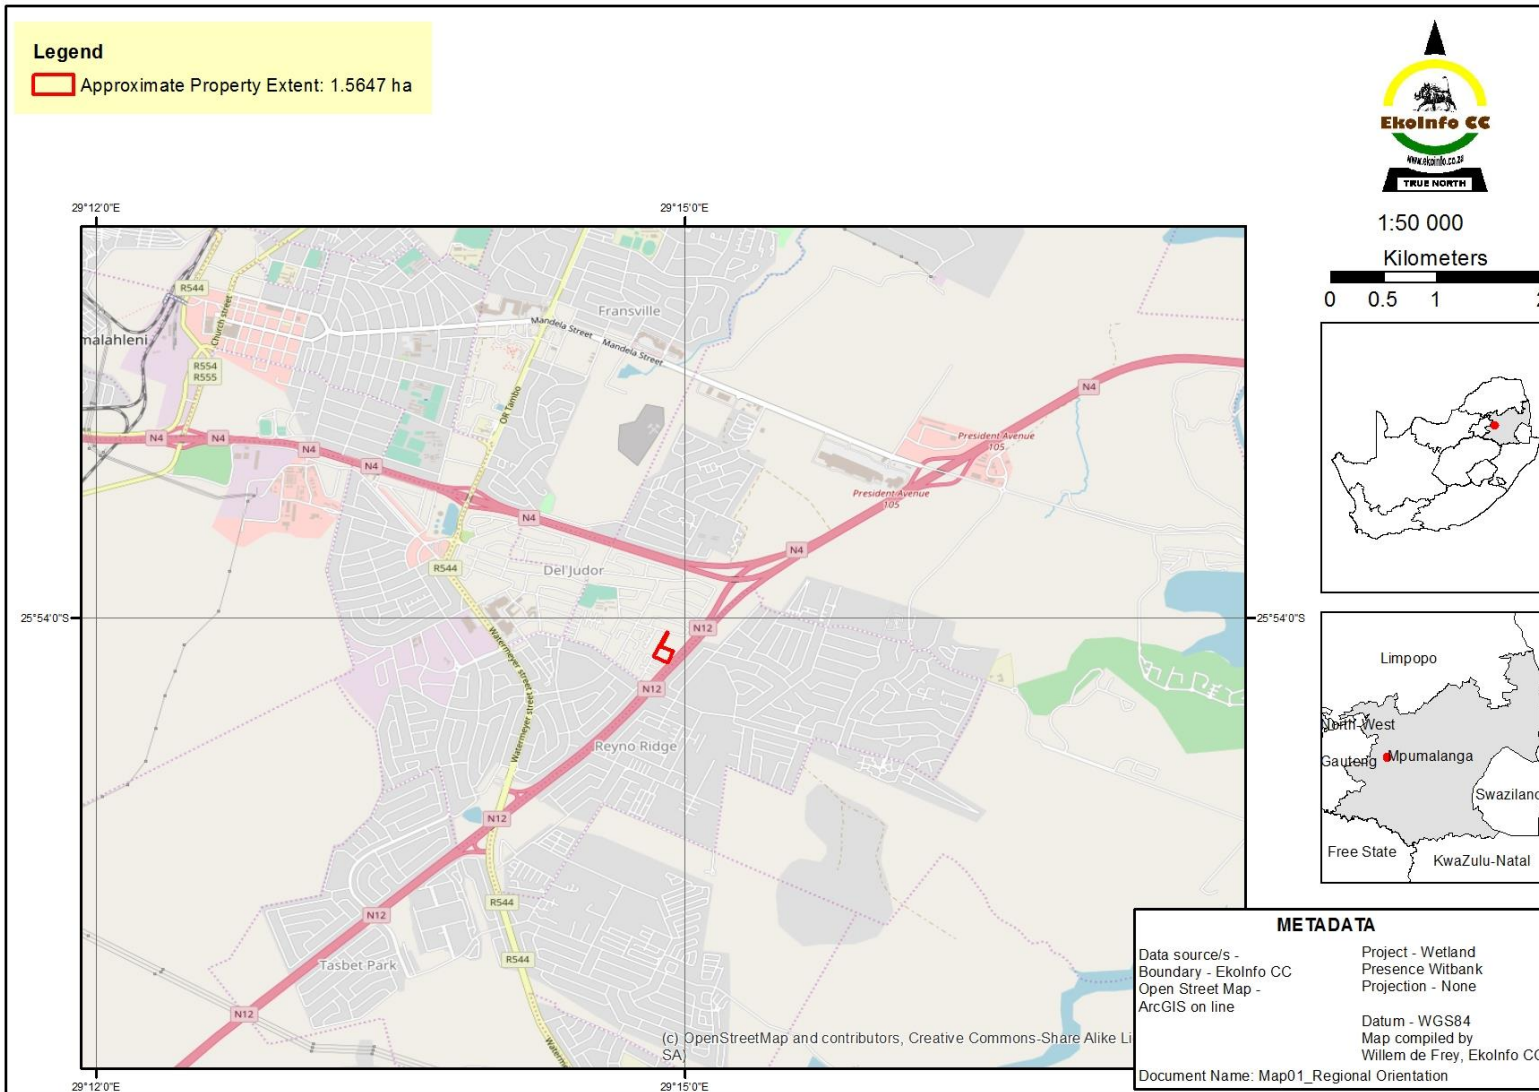 Legend
Approximate Property Extent: 1.5647 ha
EkoInfo CC
www.ekoinfo.co.za
TRUE NORTH
1:50 000
Kilometers
0 0.5 1 2
29°12'0"E 29°15'0"E
R544
Church street
malahleni
R554
R555
Fransville
Mandela Street
Mandela Street
OR Tambo
N4
N4
N4
N4
N4
N4
N4
President Avenue
105
President Avenue
105
R544
Del Judor
25°54'0"S
25°54'0"S
N12
N12
Watermeyer street
Watermeyer street
Reyno Ridge
N12
R544
N12
Tasbet Park
R544
N12
Waterm
(c) OpenStreetMap and contributors, Creative Commons-Share Alike Li
SA)
29°12'0"E 29°15'0"E
Limpopo
North-West
Gauteng
Mpumalanga
Swaziland
Free State
KwaZulu-Natal
METADATA
Data source/s -
Boundary - EkoInfo CC
Open Street Map -
ArcGIS on line
Project - Wetland
Presence Witbank
Projection - None
Datum - WGS84
Map compiled by
Willem de Frey, EkoInfo CC
Document Name: Map01_Regional Orientation